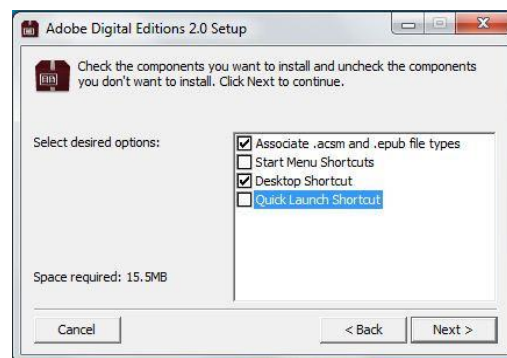 Adobe Digital Editions 2.0 Setup
Check the components you want to install and uncheck the components
you don't want to install. Click Next to continue.
Select desired options:
Associate .acsm and .epub file types
Start Menu Shortcuts
Desktop Shortcut
Quick Launch Shortcut
Space required: 15.5MB
Cancel
< Back
Next >